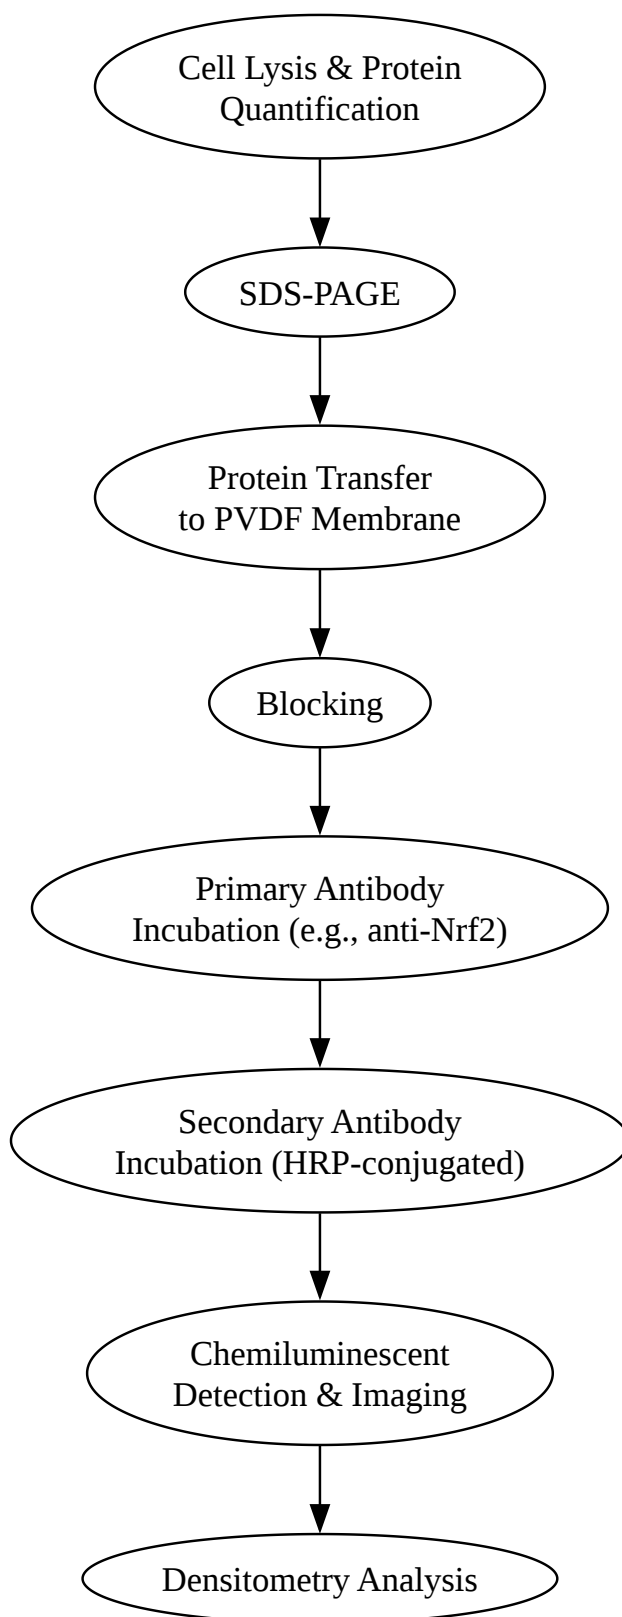 Cell Lysis & Protein
Quantification
SDS-PAGE
Protein Transfer
to PVDF Membrane
Blocking
Primary Antibody
Incubation (e.g., anti-Nrf2)
Secondary Antibody
Incubation (HRP-conjugated)
Chemiluminescent
Detection & Imaging
Densitometry Analysis